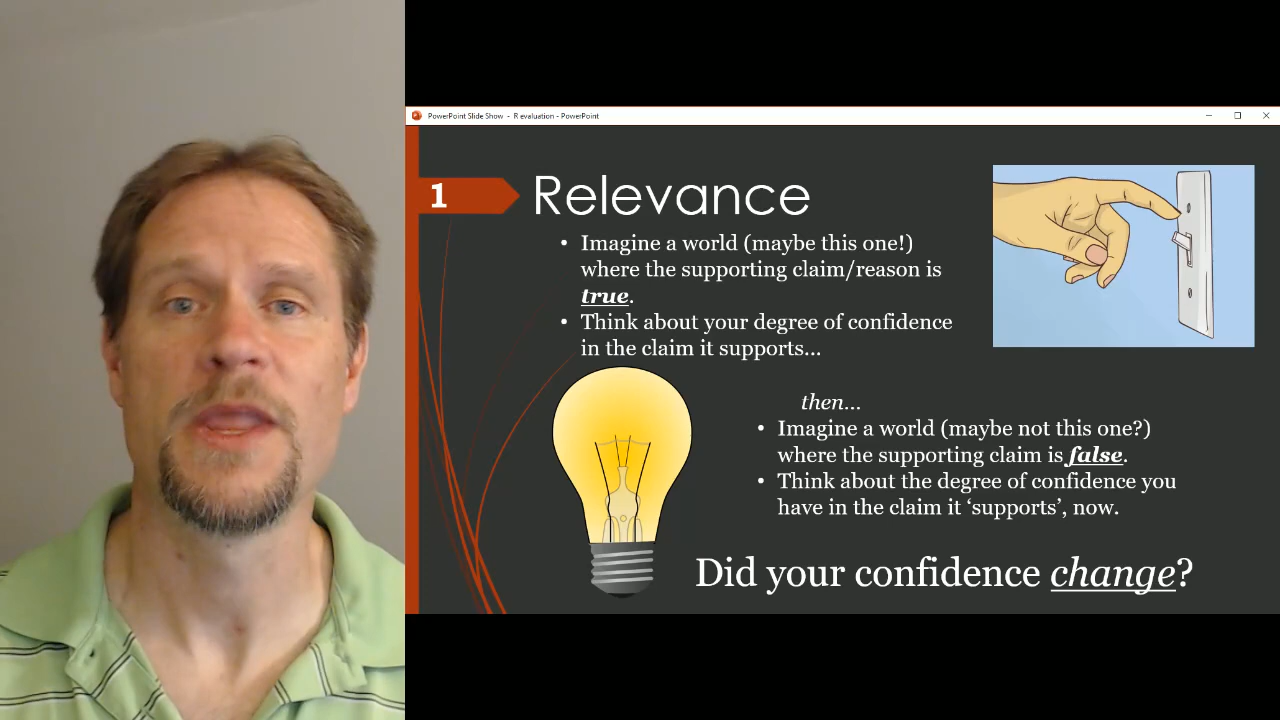 PowerPoint Slide Show - R evaluation - PowerPoint
1
Relevance
• Imagine a world (maybe this one!)
where the supporting claim/reason is
true.
• Think about your degree of confidence
in the claim it supports...
then...
• Imagine a world (maybe not this one?)
where the supporting claim is false.
• Think about the degree of confidence you
have in the claim it ‘supports’, now.
Did your confidence change?